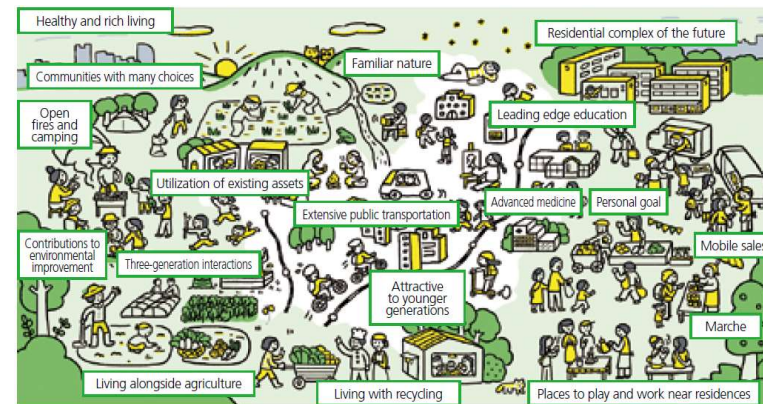 Healthy and rich living
Residential complex of the future
Communities with many choices
Familiar nature
Open
fires and
camping
Leading edge education
Utilization of existing assets
Extensive public transportation
Advanced medicine
Personal goal
Contributions to
environmental
improvement
Three-generation interactions
Mobile sales
Attractive
to younger
generations
Marche
Living alongside agriculture
Living with recycling
Places to play and work near residences